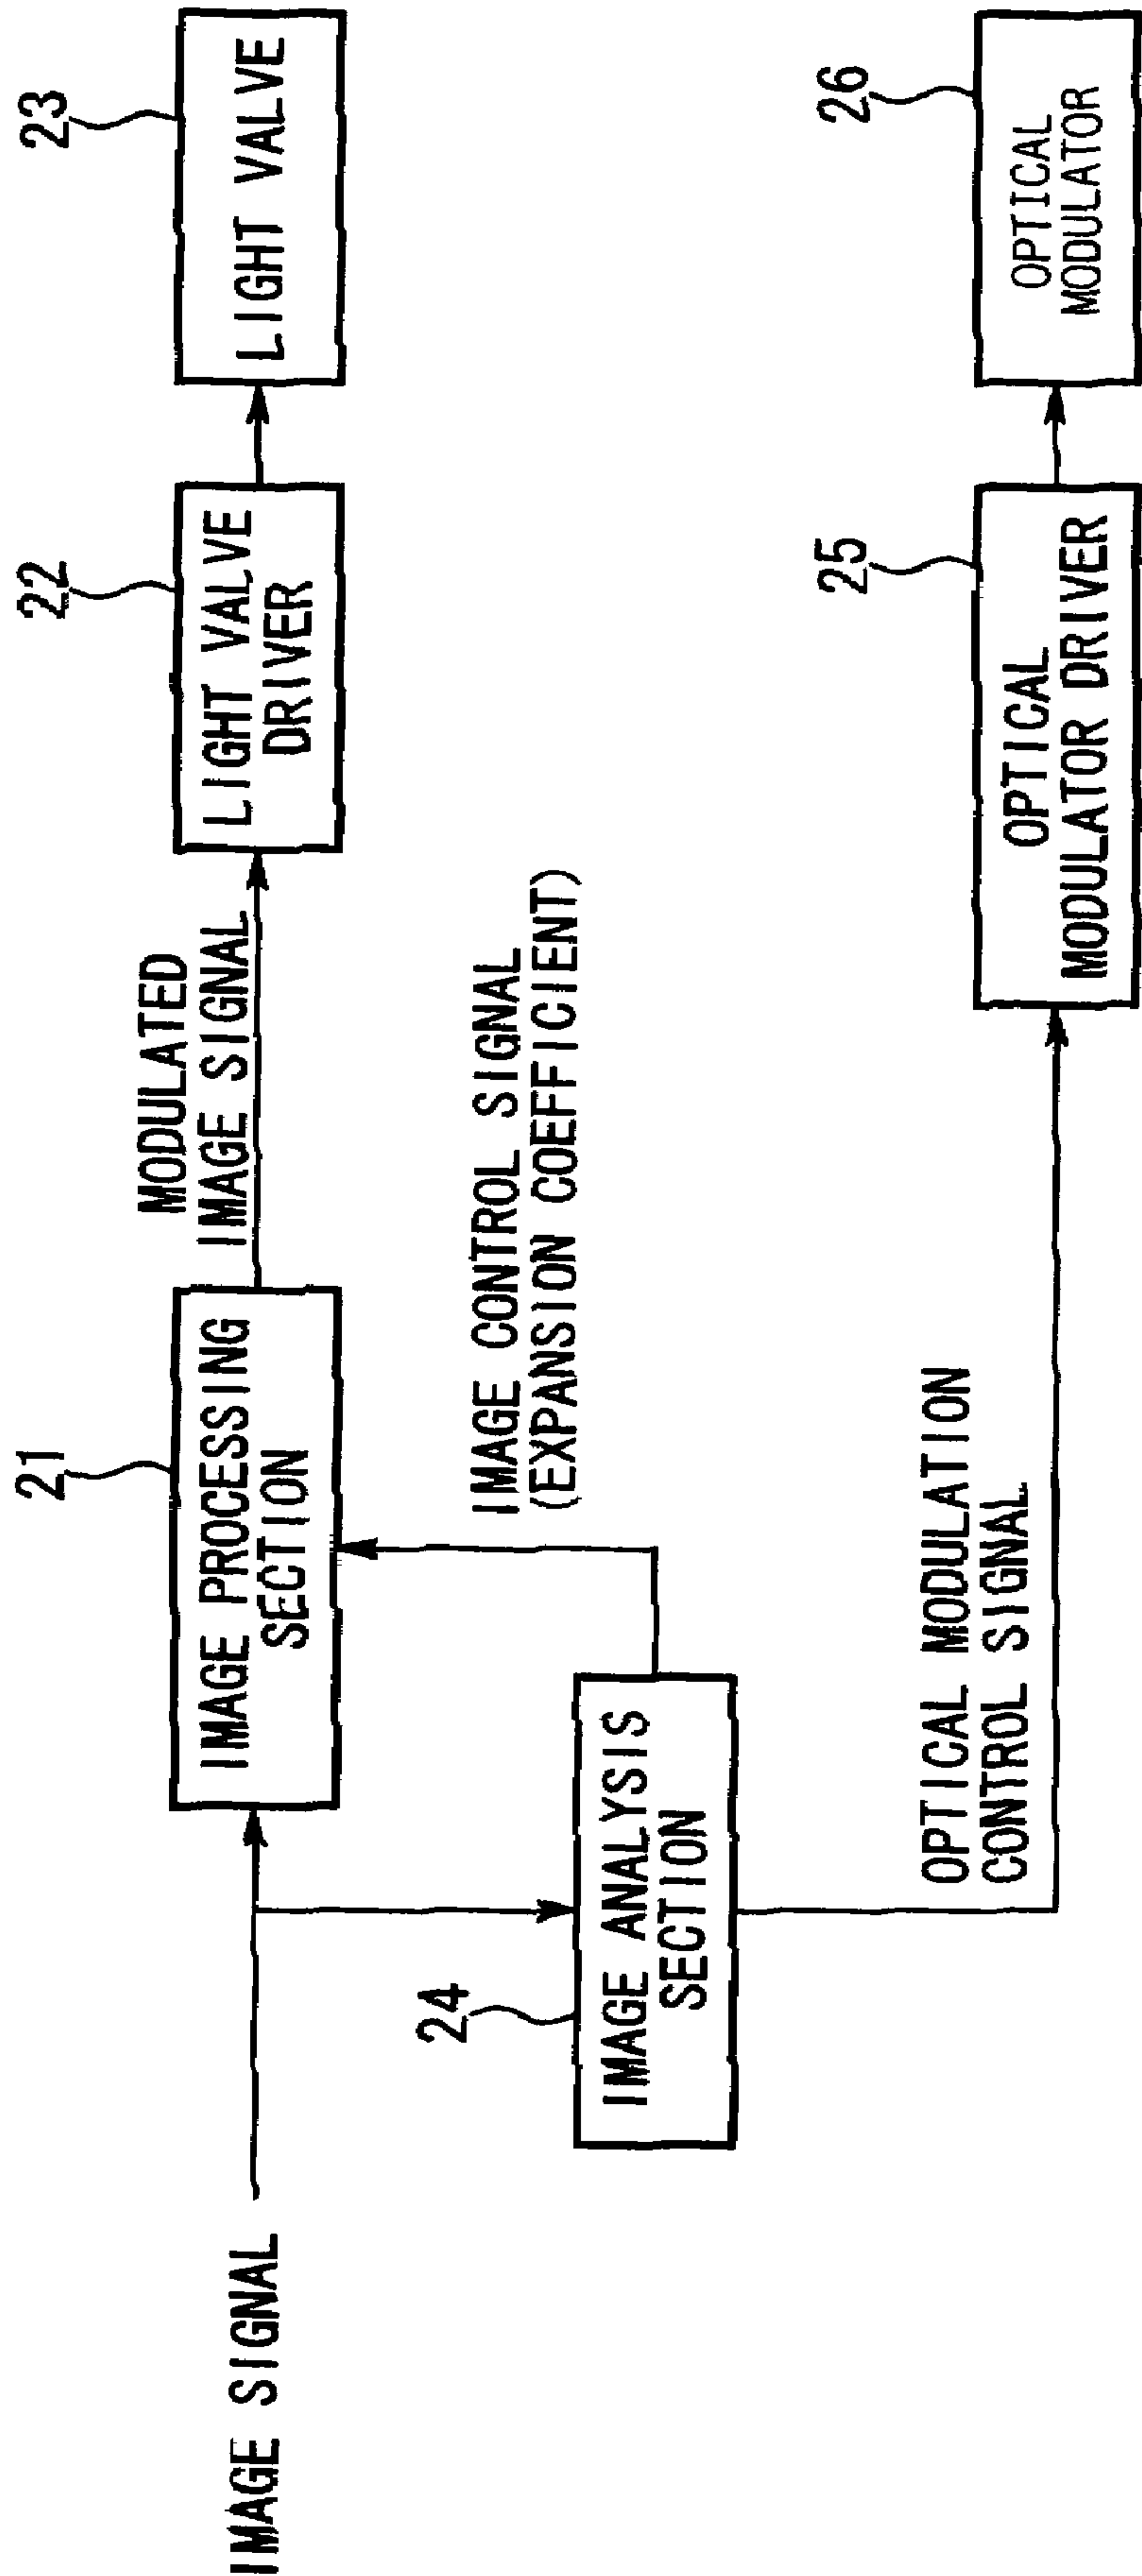 21
22
23
IMAGE SIGNAL
IMAGE PROCESSING
SECTION
MODULATED
IMAGE SIGNAL
LIGHT VALVE
DRIVER
LIGHT VALVE
24
IMAGE ANALYSIS
SECTION
IMAGE CONTROL SIGNAL
(EXPANSION COEFFICIENT)
OPTICAL MODULATION
CONTROL SIGNAL
25
OPTICAL
MODULATOR DRIVER
26
OPTICAL
MODULATOR